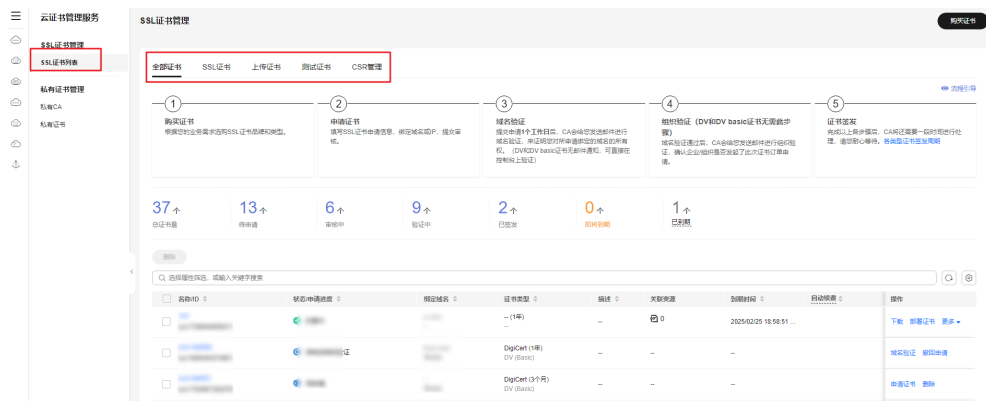 云证书管理服务
SSL证书管理
购买证书
SSL证书管理
SSL证书列表
私有证书管理
私有CA
私有证书
全部证书 SSL证书 上传证书 测试证书 CSR管理
流程引导
1
购买证书
根据您的业务需求选购SSL证书品牌和类型。
2
申请证书
填写SSL证书申请信息、绑定域名或IP、提交审
核。
3
域名验证
提交申请1个工作日后，CA会给您发送邮件进行
域名验证，来证明您对所申请绑定的域名的所有
权。（DV和DV basic证书无邮件通知，可直接在
控制台上验证）
4
组织验证（DV和DV basic证书无需此步
骤）
域名验证通过后，CA会给您发送邮件进行组织验
证，确认企业/组织是否发起了此次证书订单申
请。
5
证书签发
完成以上各步骤后，CA将还需要一段时间进行处
理，请您耐心等待。各类型证书签发周期
37 个 13 个 6 个 9 个 2 个 0 个 1 个
总证书量 待申请 审核中 验证中 已签发 即将到期 已到期
删除
选择属性筛选，或输入关键字搜索
名称/ID 状态/申请进度 绑定域名 证书类型 描述 关联资源 到期时间 自动续费 操作
-- (1年)
--
-- 0 2025/02/25 18:58:51 ... 下载 部署证书 更多
证 DigiCert (1年)
DV (Basic)
-- -- -- 域名验证 撤回申请
DigiCert (3个月)
DV (Basic)
-- -- -- 申请证书 删除